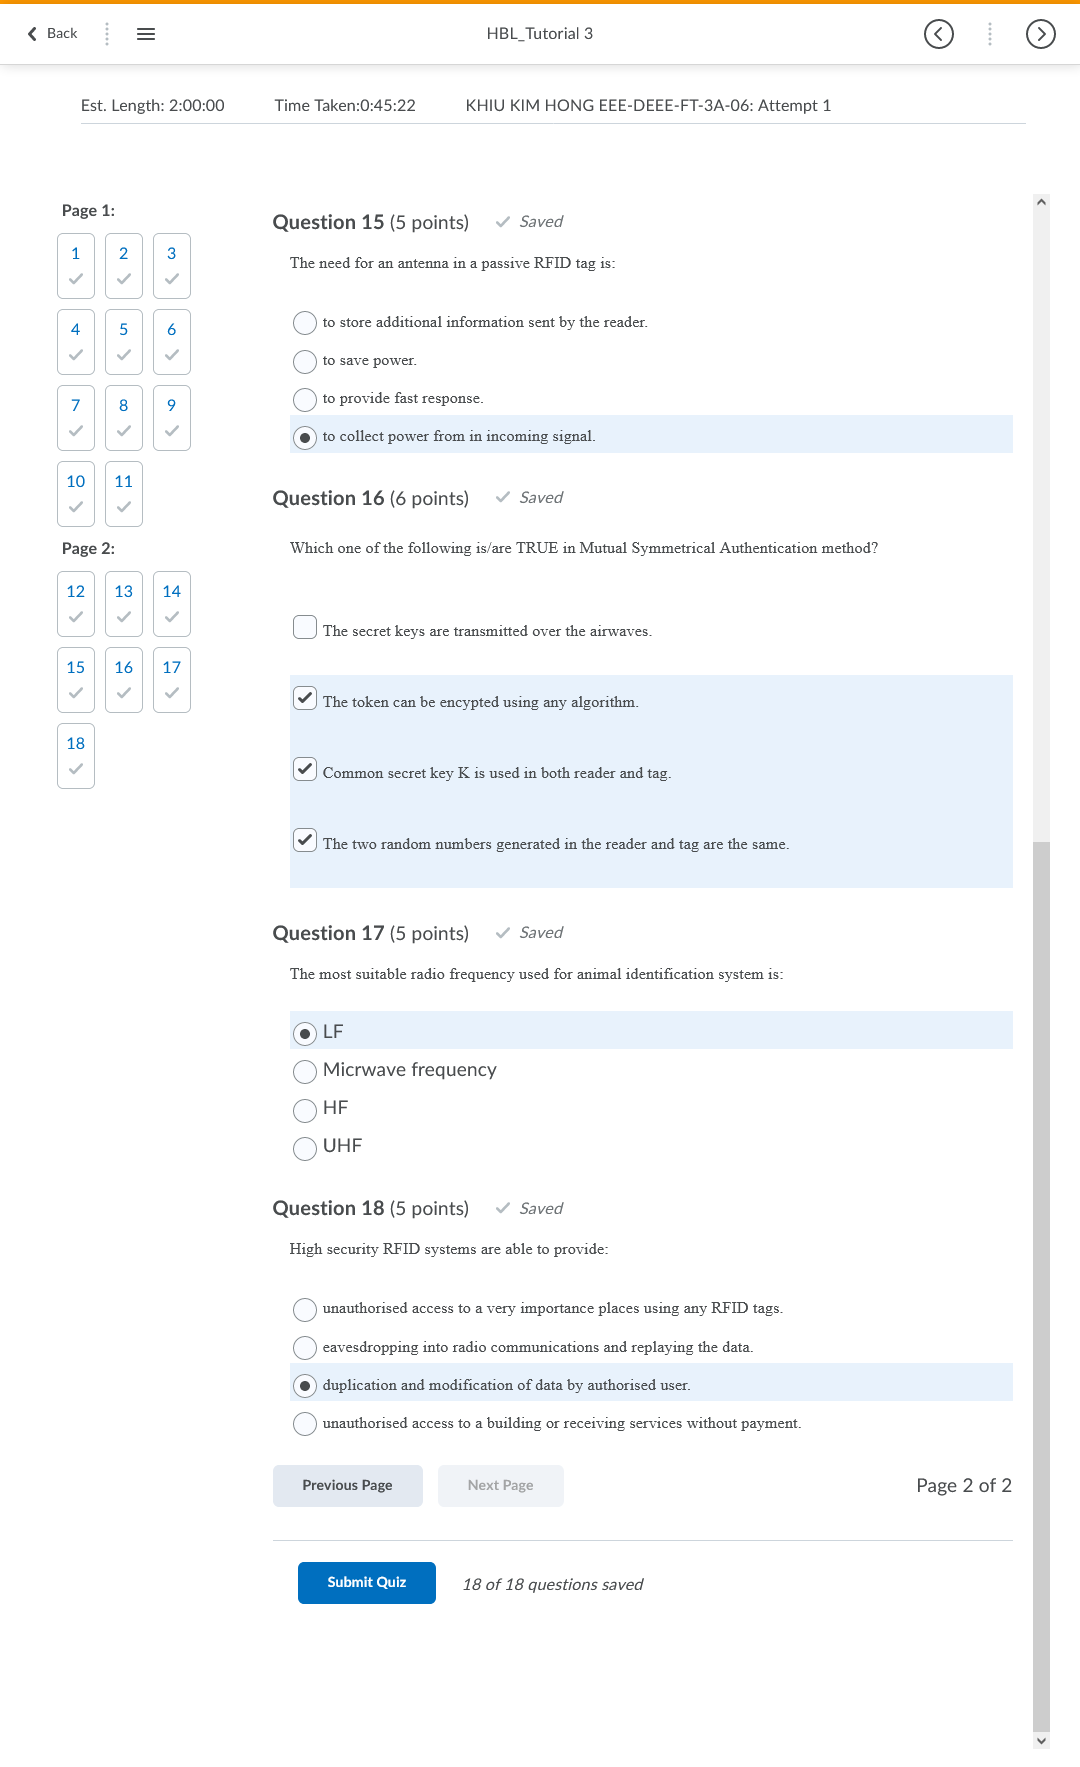 Back
HBL_Tutorial 3
Est. Length: 2:00:00 Time Taken:0:45:22 KHIU KIM HONG EEE-DEEE-FT-3A-06: Attempt 1
Page 1:
1 2 3
4 5 6
7 8 9
10 11
Page 2:
12 13 14
15 16 17
18
Question 15 (5 points) Saved
The need for an antenna in a passive RFID tag is:
to store additional information sent by the reader.
to save power.
to provide fast response.
to collect power from in incoming signal.
Question 16 (6 points) Saved
Which one of the following is/are TRUE in Mutual Symmetrical Authentication method?
The secret keys are transmitted over the airwaves.
The token can be encypted using any algorithm.
Common secret key K is used in both reader and tag.
The two random numbers generated in the reader and tag are the same.
Question 17 (5 points) Saved
The most suitable radio frequency used for animal identification system is:
LF
Micrwave frequency
HF
UHF
Question 18 (5 points) Saved
High security RFID systems are able to provide:
unauthorised access to a very importance places using any RFID tags.
eavesdropping into radio communications and replaying the data.
duplication and modification of data by authorised user.
unauthorised access to a building or receiving services without payment.
Previous Page Next Page Page 2 of 2
Submit Quiz 18 of 18 questions saved